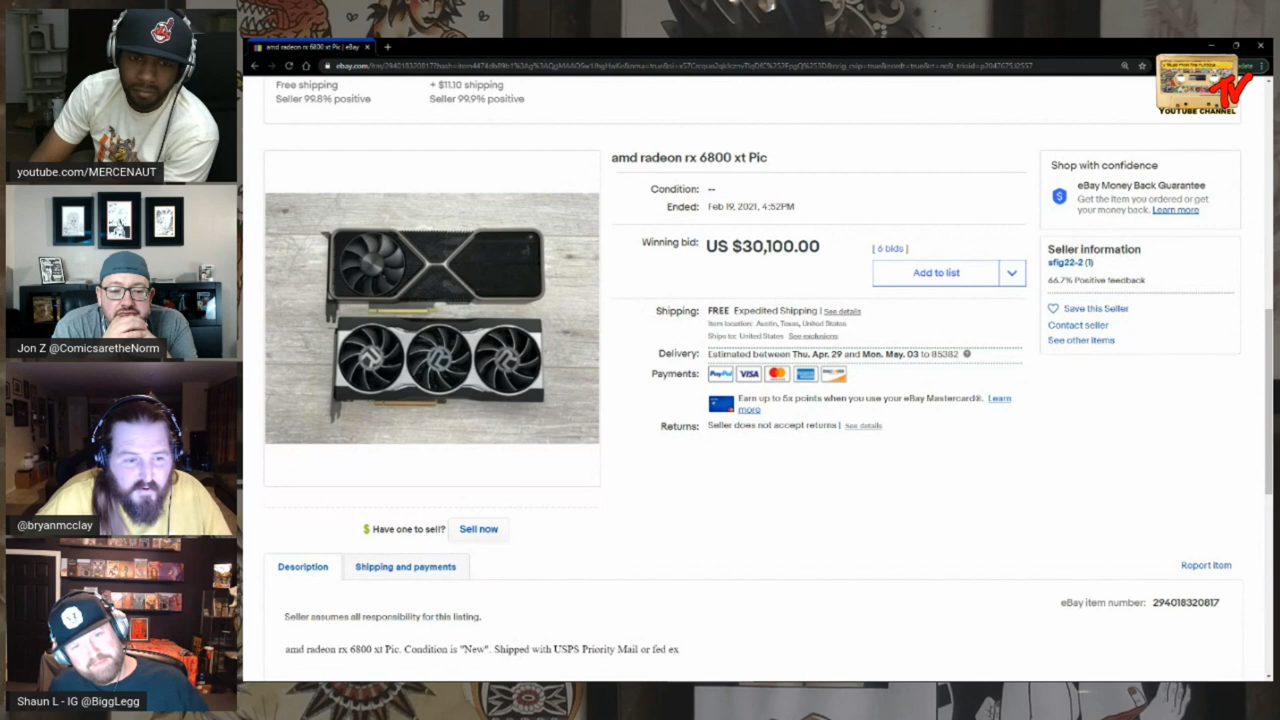 youtube.com/MERCENAUT
Jon Z @ComicsaretheNorm
@bryanmcclay
Shaun L - IG @BiggLegg
amd radeon rx 6800 xt Pic | eBay
YOUTUBE CHANNEL
Free shipping
Seller 99.8% positive
+ $11.10 shipping
Seller 99.9% positive
amd radeon rx 6800 xt Pic
Condition: --
Ended: Feb 19, 2021, 4:52PM
Winning bid: US $30,100.00 [ 6 bids ]
Add to list
Shipping: FREE Expedited Shipping | See details
Item location: Austin, Texas, United States
Ships to: United States See exclusions
Delivery: Estimated between Thu. Apr. 29 and Mon. May. 03 to 85382
Payments: PayPal VISA
Earn up to 5x points when you use your eBay Mastercard®. Learn
more
Returns: Seller does not accept returns | See details
Shop with confidence
eBay Money Back Guarantee
Get the item you ordered or get
your money back. Learn more
Seller information
sfig22-2 (1)
66.7% Positive feedback
Save this Seller
Contact seller
See other items
$ Have one to sell? Sell now
Description
Shipping and payments
Report item
eBay item number: 294018320817
Seller assumes all responsibility for this listing.
amd radeon rx 6800 xt Pic. Condition is "New". Shipped with USPS Priority Mail or fed ex